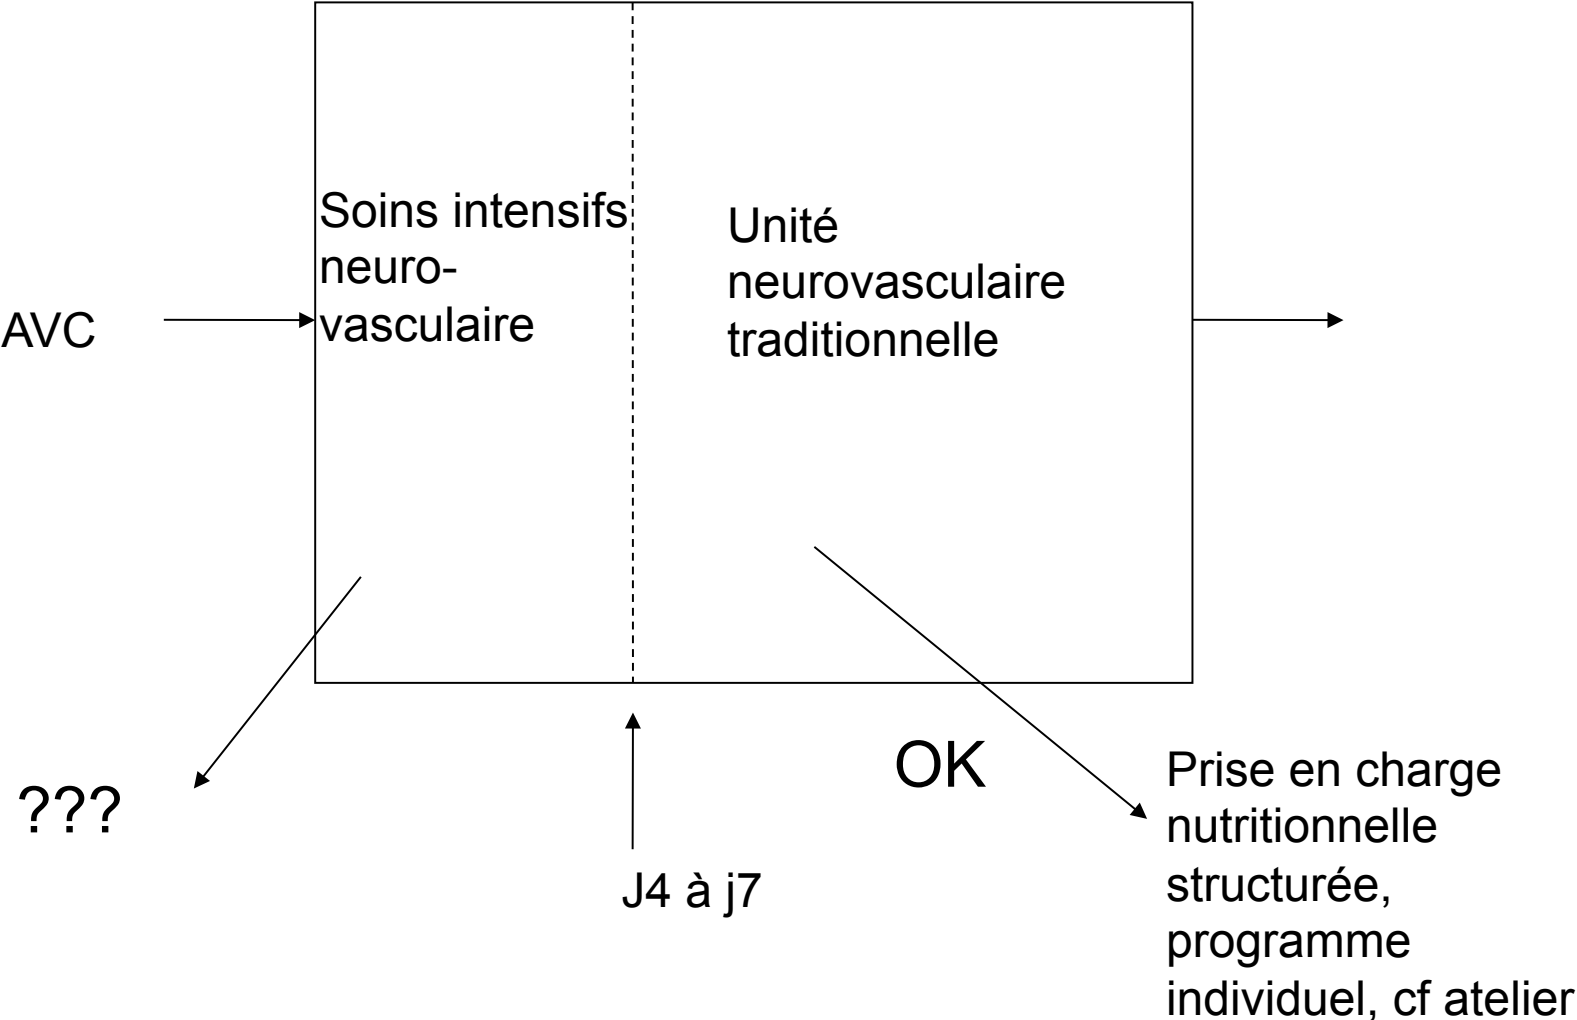 Soins intensifs
neuro-
vasculaire
Unité
neurovasculaire
traditionnelle
AVC
OK
???
J4 à j7
Prise en charge
nutritionnelle
structurée,
programme
individuel, cf atelier